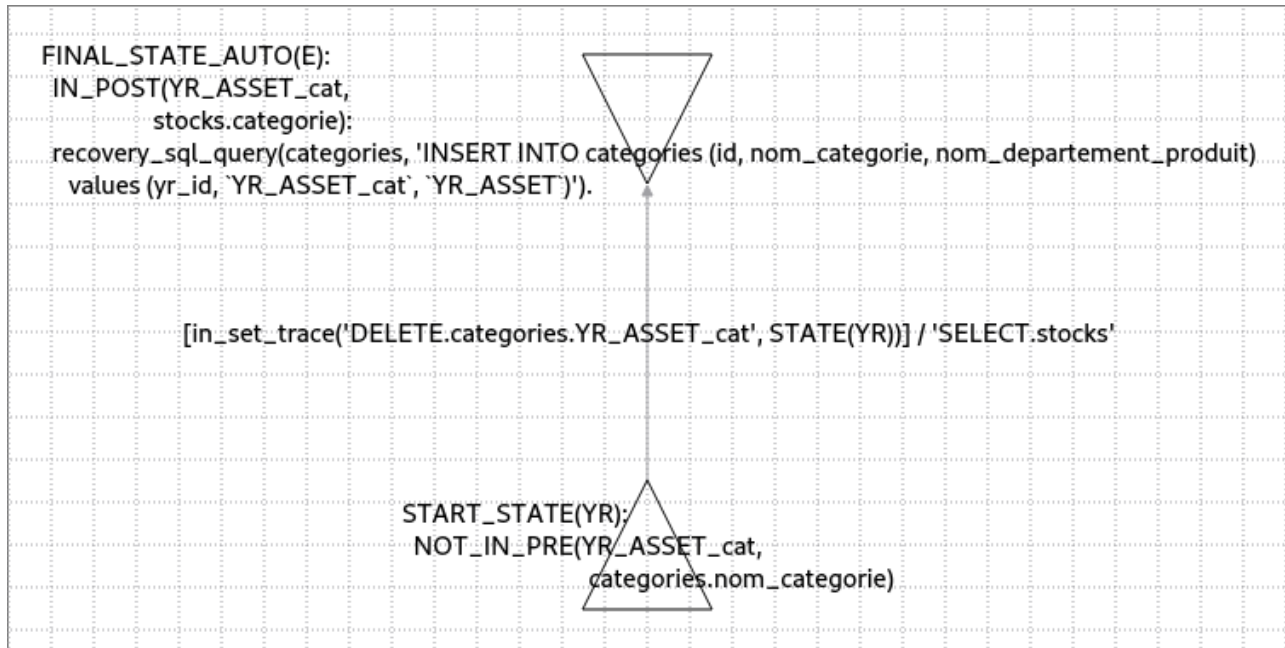 FINAL_STATE_AUTO(E):
IN_POST(YR_ASSET_cat,
stocks.categorie):
recovery_sql_query(categories, 'INSERT INTO categories (id, nom_categorie, nom_departement_produit)
values (yr_id, `YR_ASSET_cat`, `YR_ASSET`)').
[in_set_trace('DELETE.categories.YR_ASSET_cat', STATE(YR))] / 'SELECT.stocks'
START_STATE(YR):
NOT_IN_PRE(YR_ASSET_cat,
categories.nom_categorie)